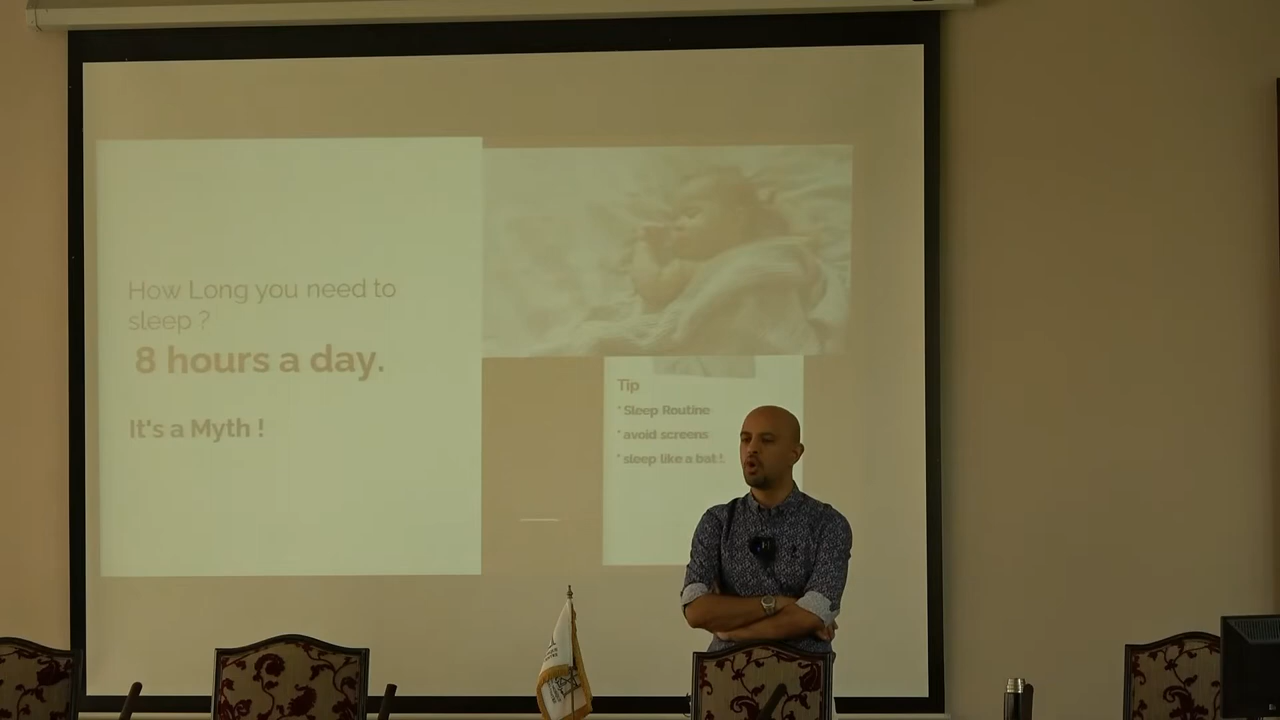 How Long you need to
sleep ?
8 hours a day.
It's a Myth !
Tip
* Sleep Routine
* avoid screens
* sleep like a bat !.